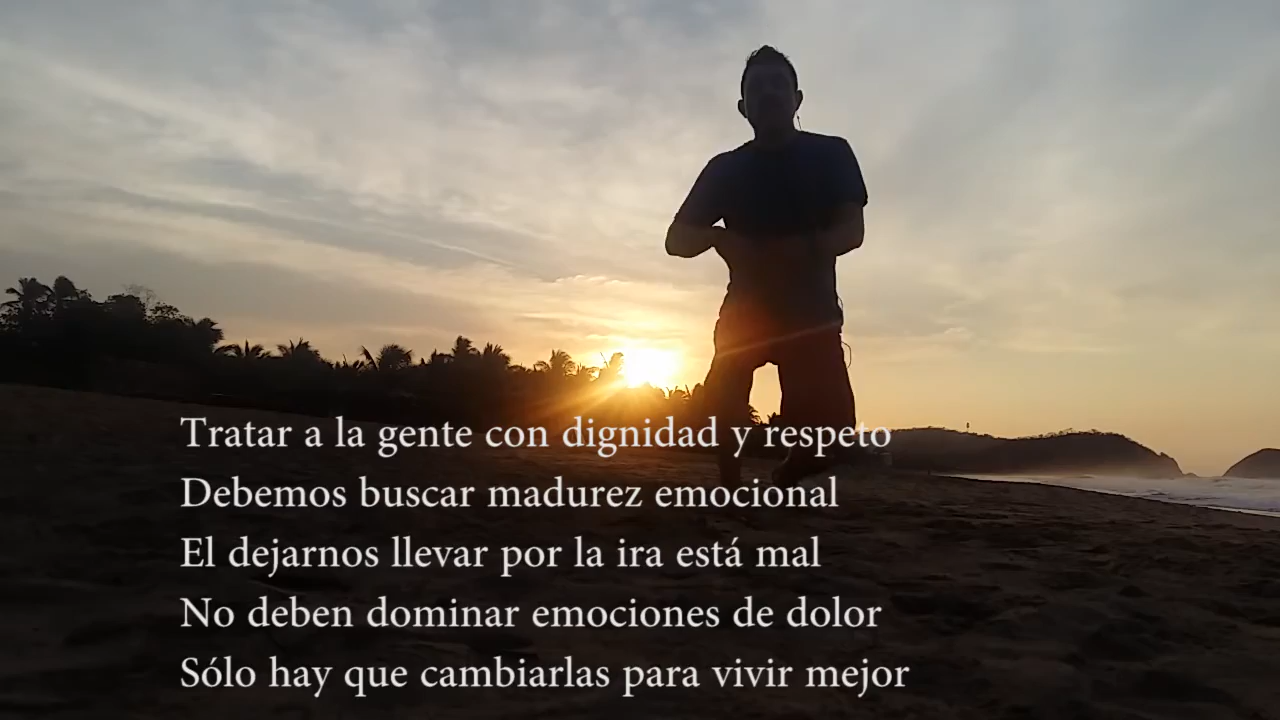 Tratar a la gente con dignidad y respeto
Debemos buscar madurez emocional
El dejarnos llevar por la ira está mal
No deben dominar emociones de dolor
Sólo hay que cambiarlas para vivir mejor